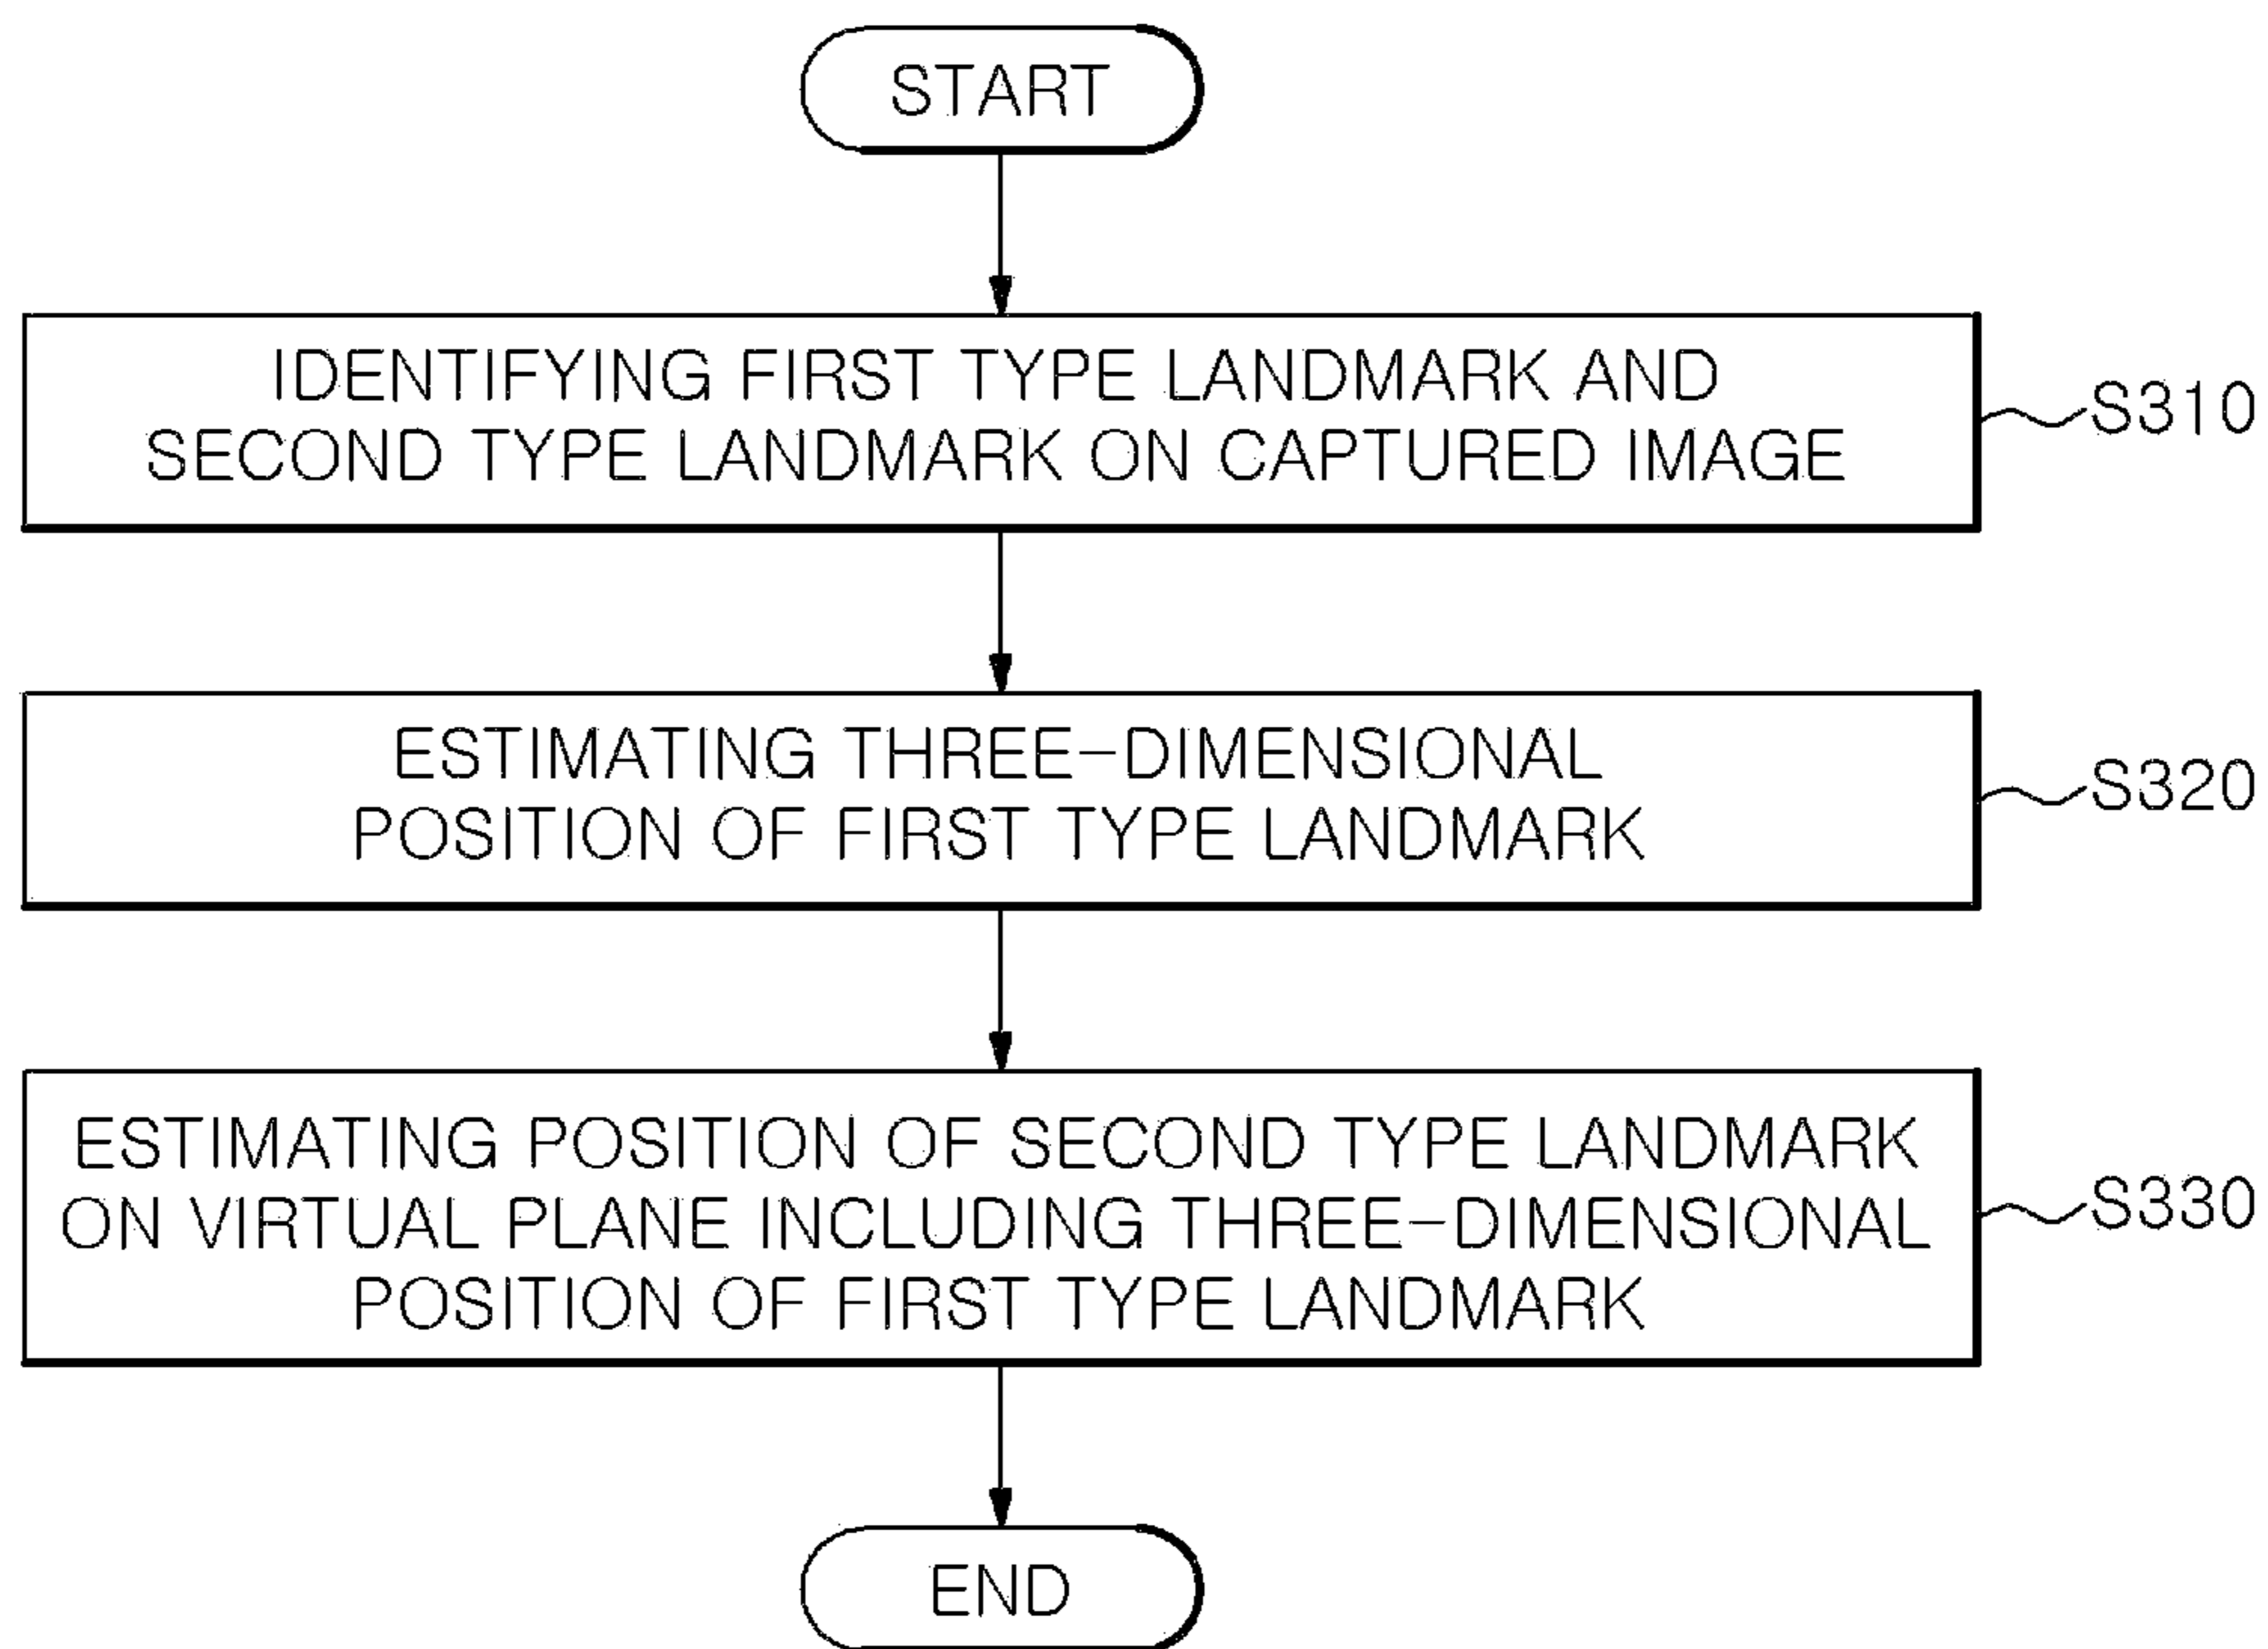 START
IDENTIFYING FIRST TYPE LANDMARK AND
SECOND TYPE LANDMARK ON CAPTURED IMAGE
S310
ESTIMATING THREE-DIMENSIONAL
POSITION OF FIRST TYPE LANDMARK
S320
ESTIMATING POSITION OF SECOND TYPE LANDMARK
ON VIRTUAL PLANE INCLUDING THREE-DIMENSIONAL
POSITION OF FIRST TYPE LANDMARK
S330
END